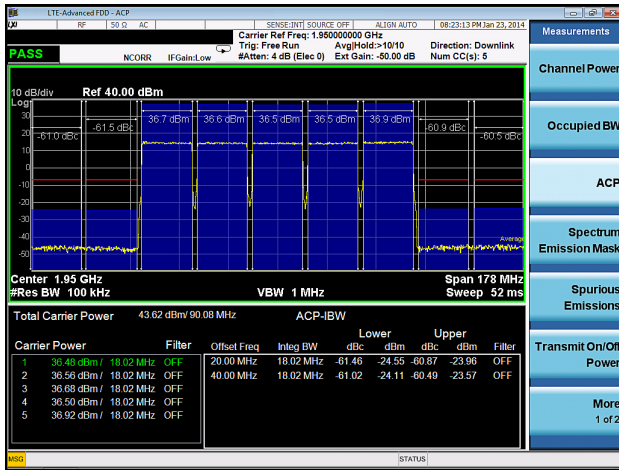 LTE-Advanced FDD - ACP
RF 50 Ω AC SENSE:INT SOURCE OFF ALIGN AUTO 08:23:13 PM Jan 23, 2014
Carrier Ref Freq: 1.950000000 GHz
PASS
Trig: Free Run Avg|Hold:>10/10 Direction: Downlink
NCORR IFGain:Low #Atten: 4 dB (Elec 0) Ext Gain: -50.00 dB Num CC(s): 5
10 dB/div Ref 40.00 dBm
Log
-61.0 dBc -61.5 dBc 36.7 dBm 36.6 dBm 36.5 dBm 36.5 dBm 36.9 dBm -60.9 dBc -60.5 dBc
30
20
10
0
-10
-20
-30
-40
-50
Average
Center 1.95 GHz Span 178 MHz
#Res BW 100 kHz VBW 1 MHz Sweep 52 ms
Total Carrier Power 43.62 dBm/ 90.08 MHz ACP-IBW
Lower Upper
Carrier Power Filter Offset Freq Integ BW dBc dBm dBc dBm Filter
1 36.48 dBm / 18.02 MHz OFF 20.00 MHz 18.02 MHz -61.46 -24.55 -60.87 -23.96 OFF
2 36.56 dBm / 18.02 MHz OFF 40.00 MHz 18.02 MHz -61.02 -24.11 -60.49 -23.57 OFF
3 36.68 dBm / 18.02 MHz OFF
4 36.50 dBm / 18.02 MHz OFF
5 36.92 dBm / 18.02 MHz OFF
MSG STATUS
Measurements
Channel Power
Occupied BW
ACP
Spectrum
Emission Mask
Spurious
Emissions
Transmit On/Off
Power
More
1 of 2